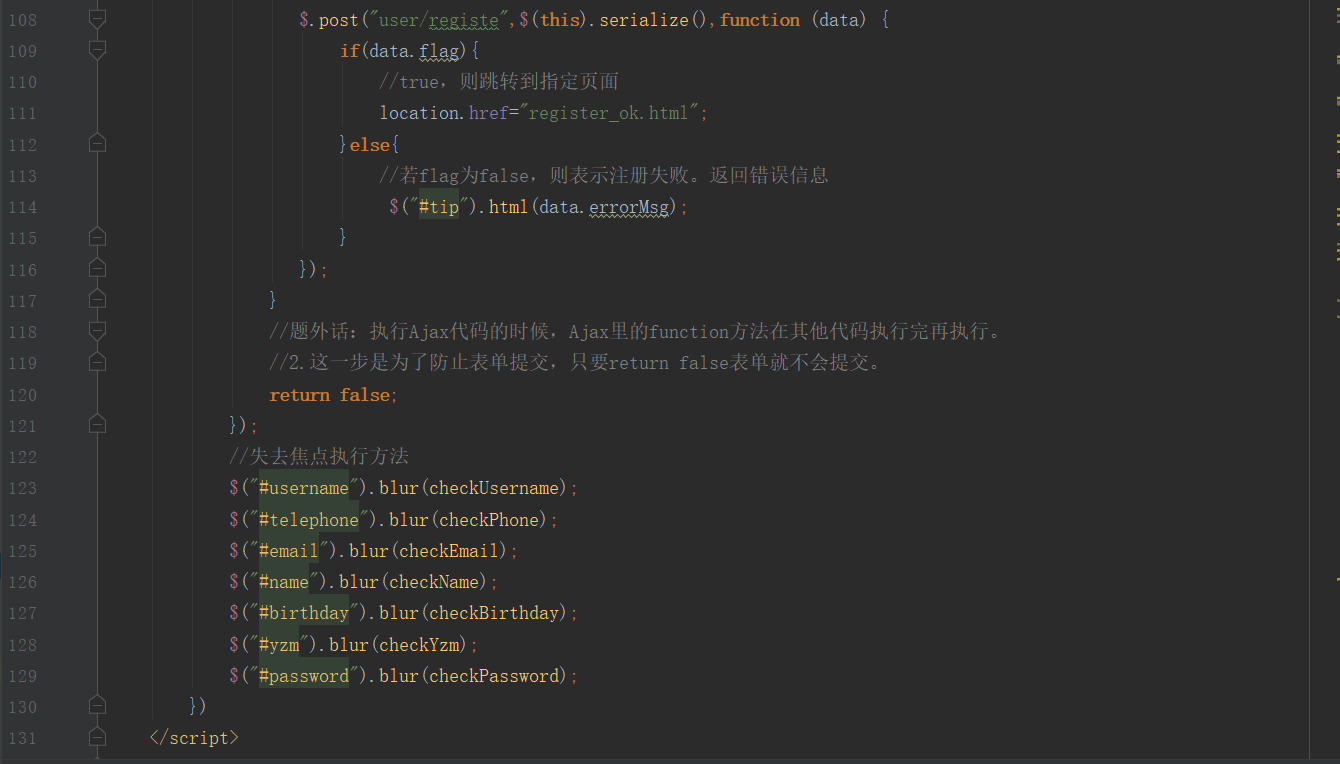 108 $.post("user/registe",$(this).serialize(),function (data) {
109 if(data.flag){
110 //true，则跳转到指定页面
111 location.href="register_ok.html";
112 }else{
113 //若flag为false，则表示注册失败。返回错误信息
114 $("#tip").html(data.errorMsg);
115 }
116 });
117 }
118 //题外话：执行Ajax代码的时候，Ajax里的function方法在其他代码执行完再执行。
119 //2.这一步是为了防止表单提交，只要return false表单就不会提交。
120 return false;
121 });
122 //失去焦点执行方法
123 $("#username").blur(checkUsername);
124 $("#telephone").blur(checkPhone);
125 $("#email").blur(checkEmail);
126 $("#name").blur(checkName);
127 $("#birthday").blur(checkBirthday);
128 $("#yzm").blur(checkYzm);
129 $("#password").blur(checkPassword);
130 })
131 </script>